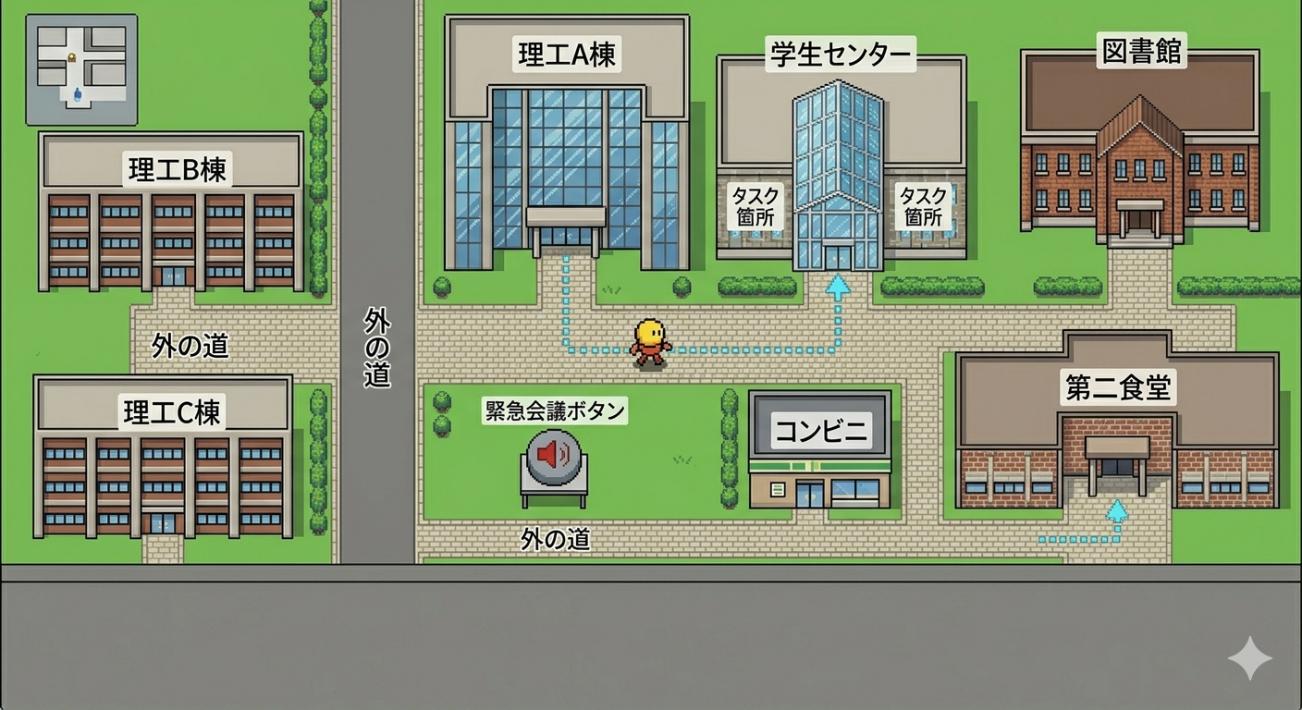 理工A棟
学生センター
図書館
理工B棟
タスク
箇所
タスク
箇所
外の道
外の道
理工C棟
緊急会議ボタン
コンビニ
第二食堂
外の道